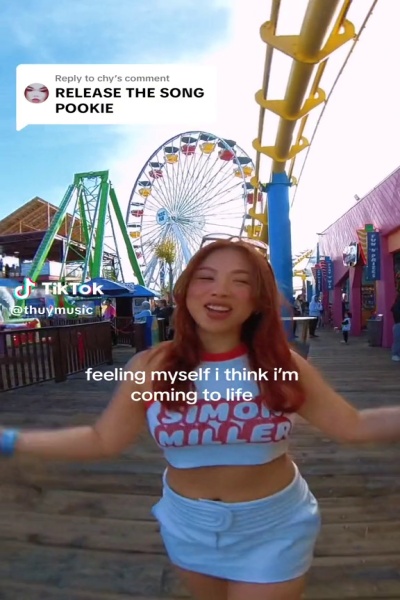 Reply to chy's comment
RELEASE THE SONG
POOKIE
TikTok
@thuymusic
feeling myself i think i'm
coming to life
SIMON
MILLER